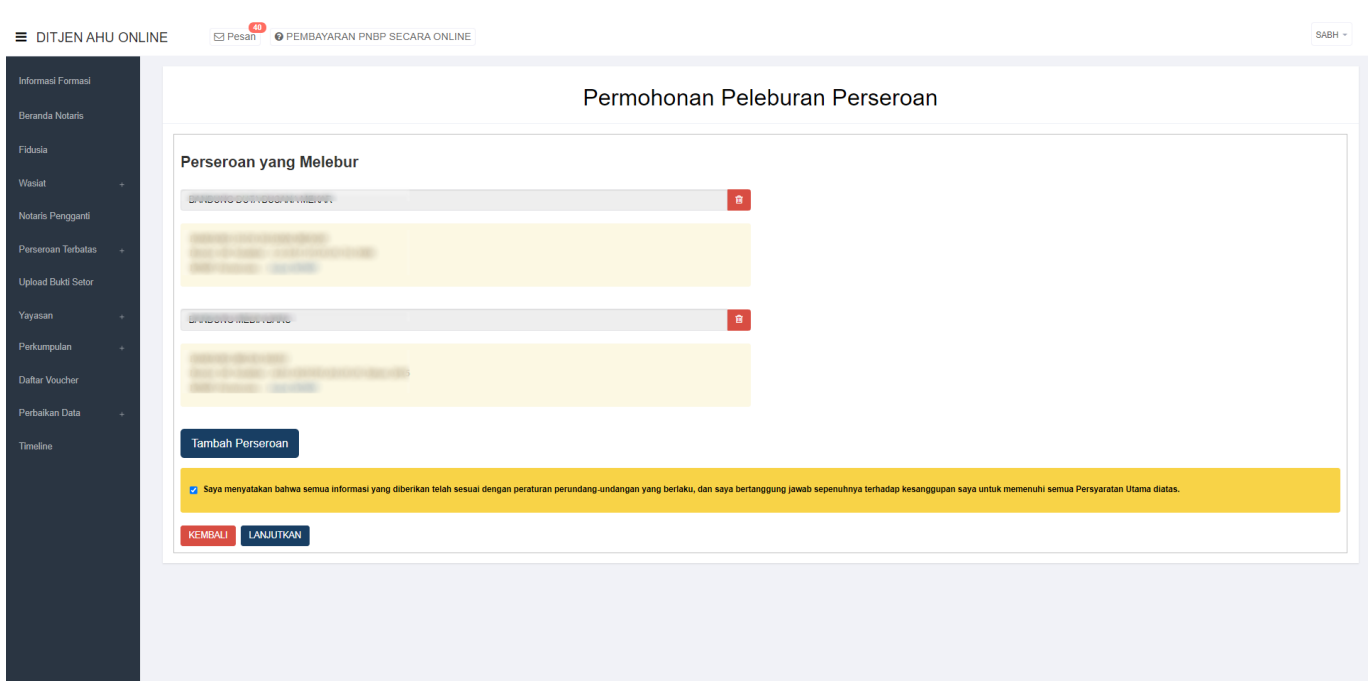 DITJEN AHU ONLINE
Pesan 40
PEMBAYARAN PNBP SECARA ONLINE
SABH
Informasi Formasi
Beranda Notaris
Fidusia
Wasiat +
Notaris Pengganti
Perseroan Terbatas +
Upload Bukti Setor
Yayasan +
Perkumpulan +
Daftar Voucher
Perbaikan Data +
Timeline
Permohonan Peleburan Perseroan
Perseroan yang Melebur
Tambah Perseroan
Saya menyatakan bahwa semua informasi yang diberikan telah sesuai dengan peraturan perundang-undangan yang berlaku, dan saya bertanggung jawab sepenuhnya terhadap kesanggupan saya untuk memenuhi semua Persyaratan Utama diatas.
KEMBALI
LANJUTKAN